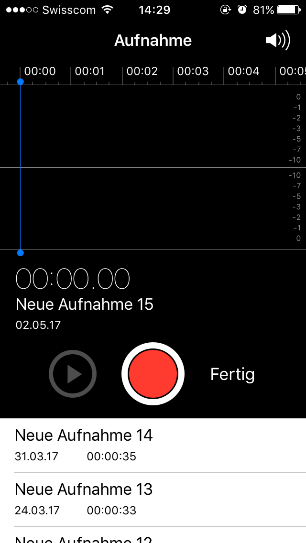 Swisscom 14:29 81%
Aufnahme
00:00 00:01 00:02 00:03 00:04 00:05
0
-1
-2
-3
-5
-7
-10
-10
-7
-5
-3
-2
-1
0
00:00.00
Neue Aufnahme 15
02.05.17
Fertig
Neue Aufnahme 14
31.03.17 00:00:35
Neue Aufnahme 13
24.03.17 00:00:33
Neue Aufnahme 12